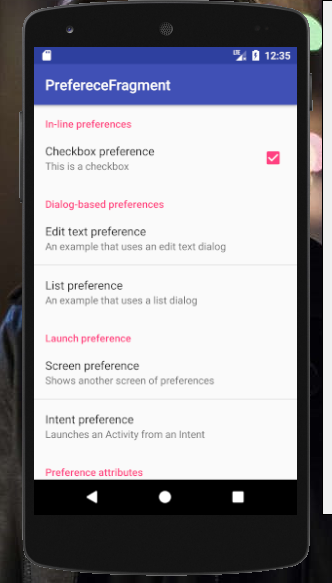 LTE 12:35
PrefereceFragment
In-line preferences
Checkbox preference
This is a checkbox
Dialog-based preferences
Edit text preference
An example that uses an edit text dialog
List preference
An example that uses a list dialog
Launch preference
Screen preference
Shows another screen of preferences
Intent preference
Launches an Activity from an Intent
Preference attributes